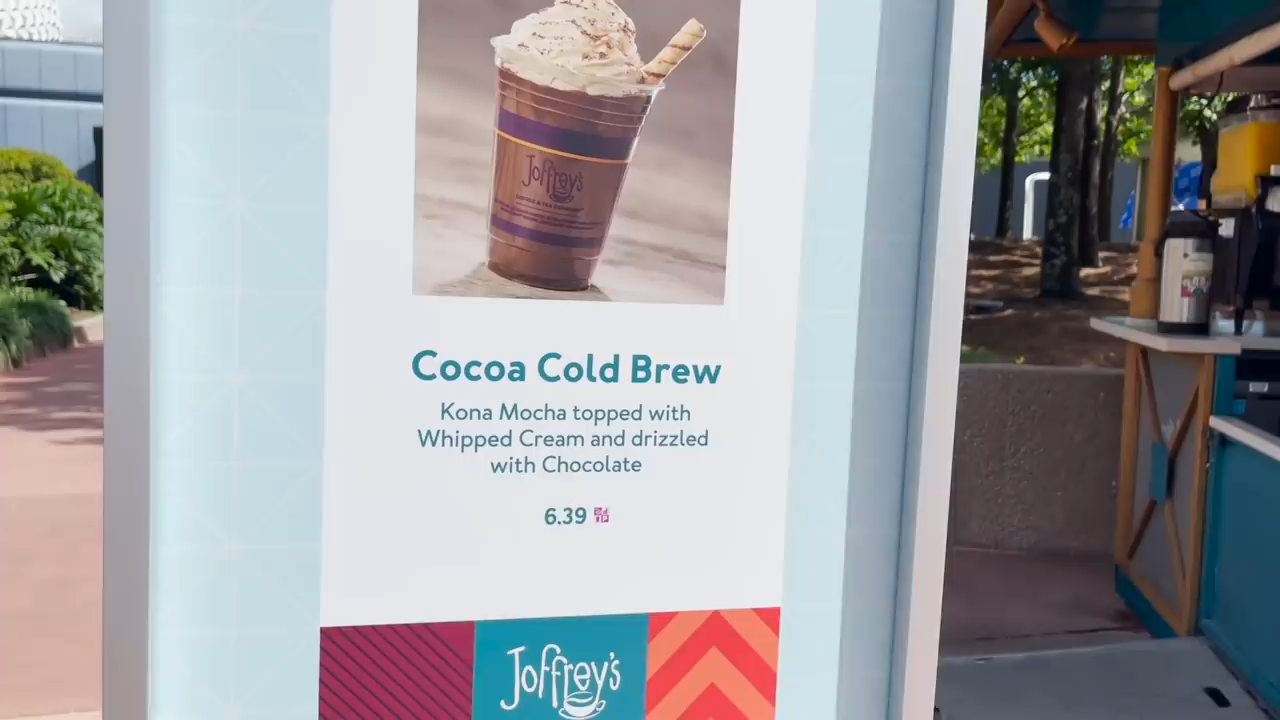 Joffrey's
COFFEE & TEA COMPANY
Cocoa Cold Brew
Kona Mocha topped with
Whipped Cream and drizzled
with Chocolate
6.39
Joffrey's